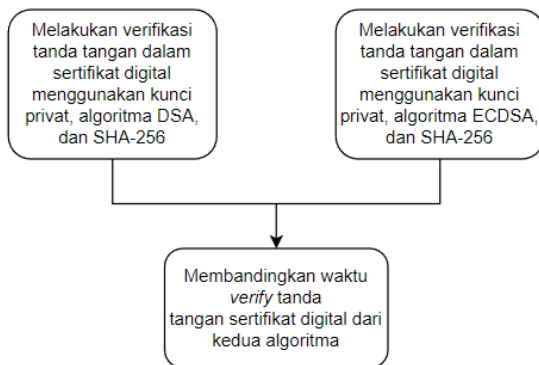 Melakukan verifikasi
tanda tangan dalam
sertifikat digital
menggunakan kunci
privat, algoritma DSA,
dan SHA-256
Melakukan verifikasi
tanda tangan dalam
sertifikat digital
menggunakan kunci
privat, algoritma ECDSA,
dan SHA-256
Membandingkan waktu
verify tanda
tangan sertifikat digital dari
kedua algoritma